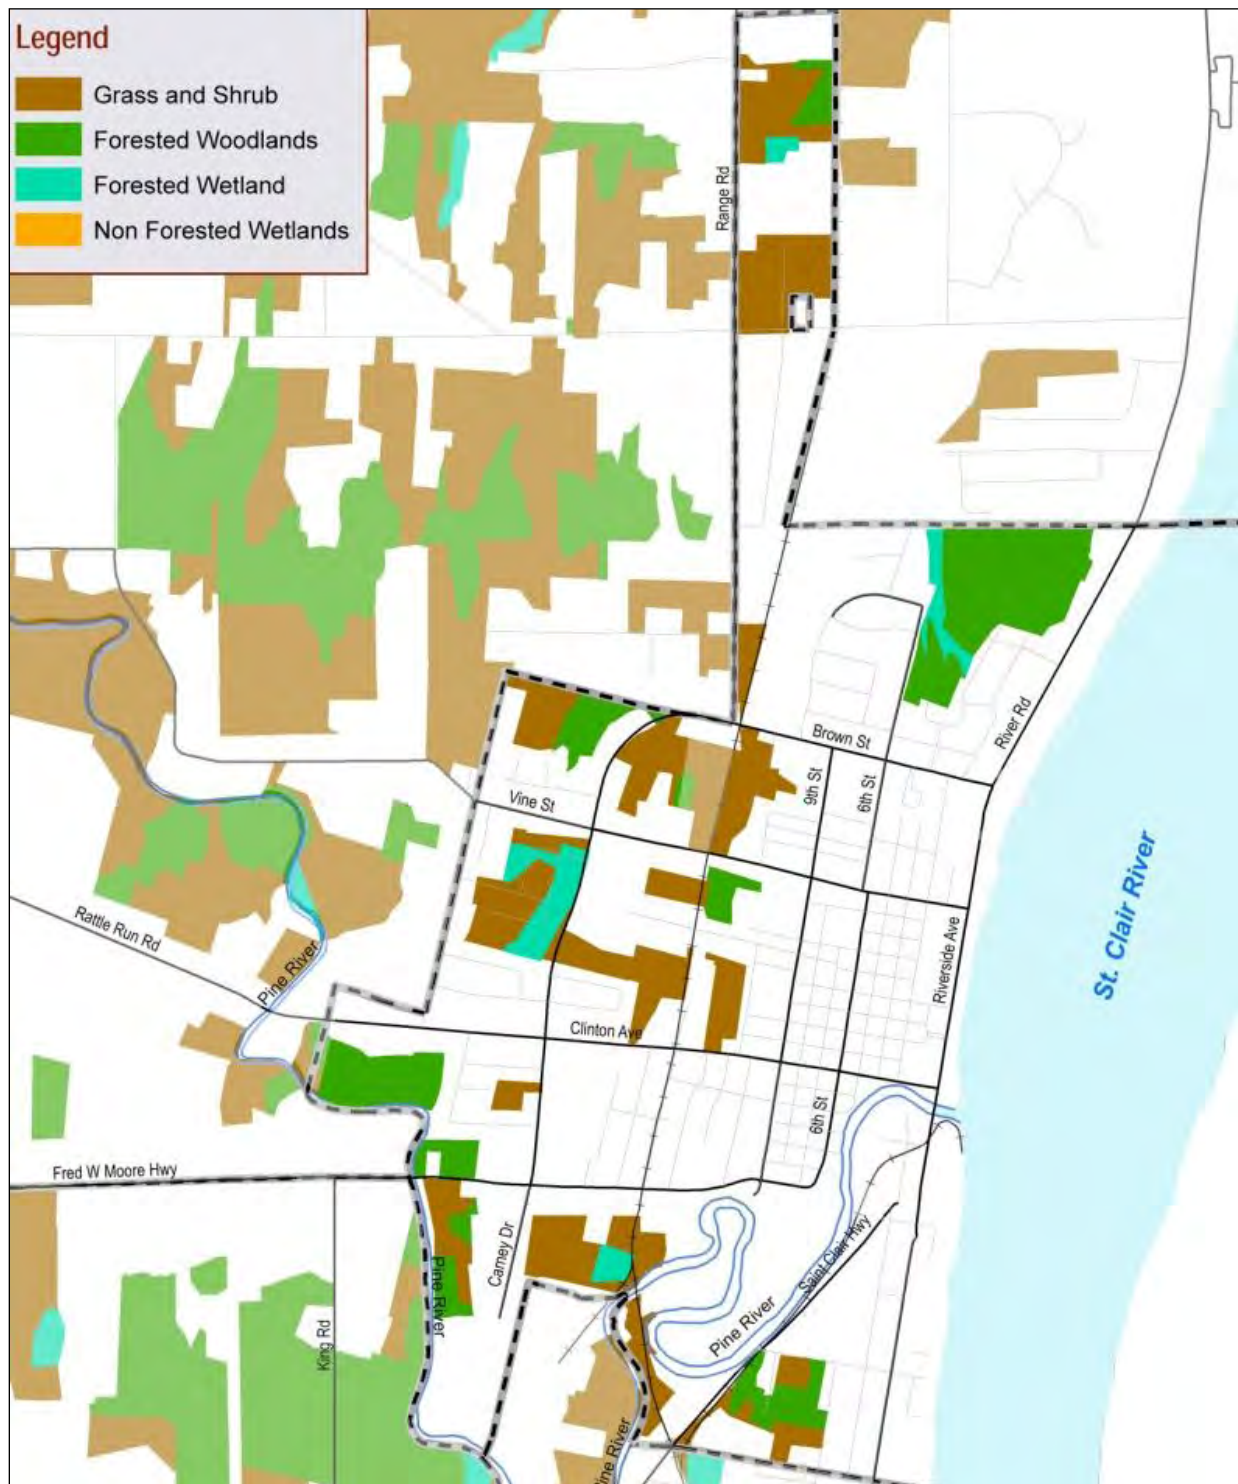 Legend
Grass and Shrub
Forested Woodlands
Forested Wetland
Non Forested Wetlands
Range Rd
River Rd
Brown St
9th St
6th St
Vine St
St. Clair River
Riverside Ave
Rattle Run Rd
Pine River
Clinton Ave
6th St
Fred W Moore Hwy
Carney Dr
Saint Clair Hwy
Pine River
Pine River
King Rd
Pine River